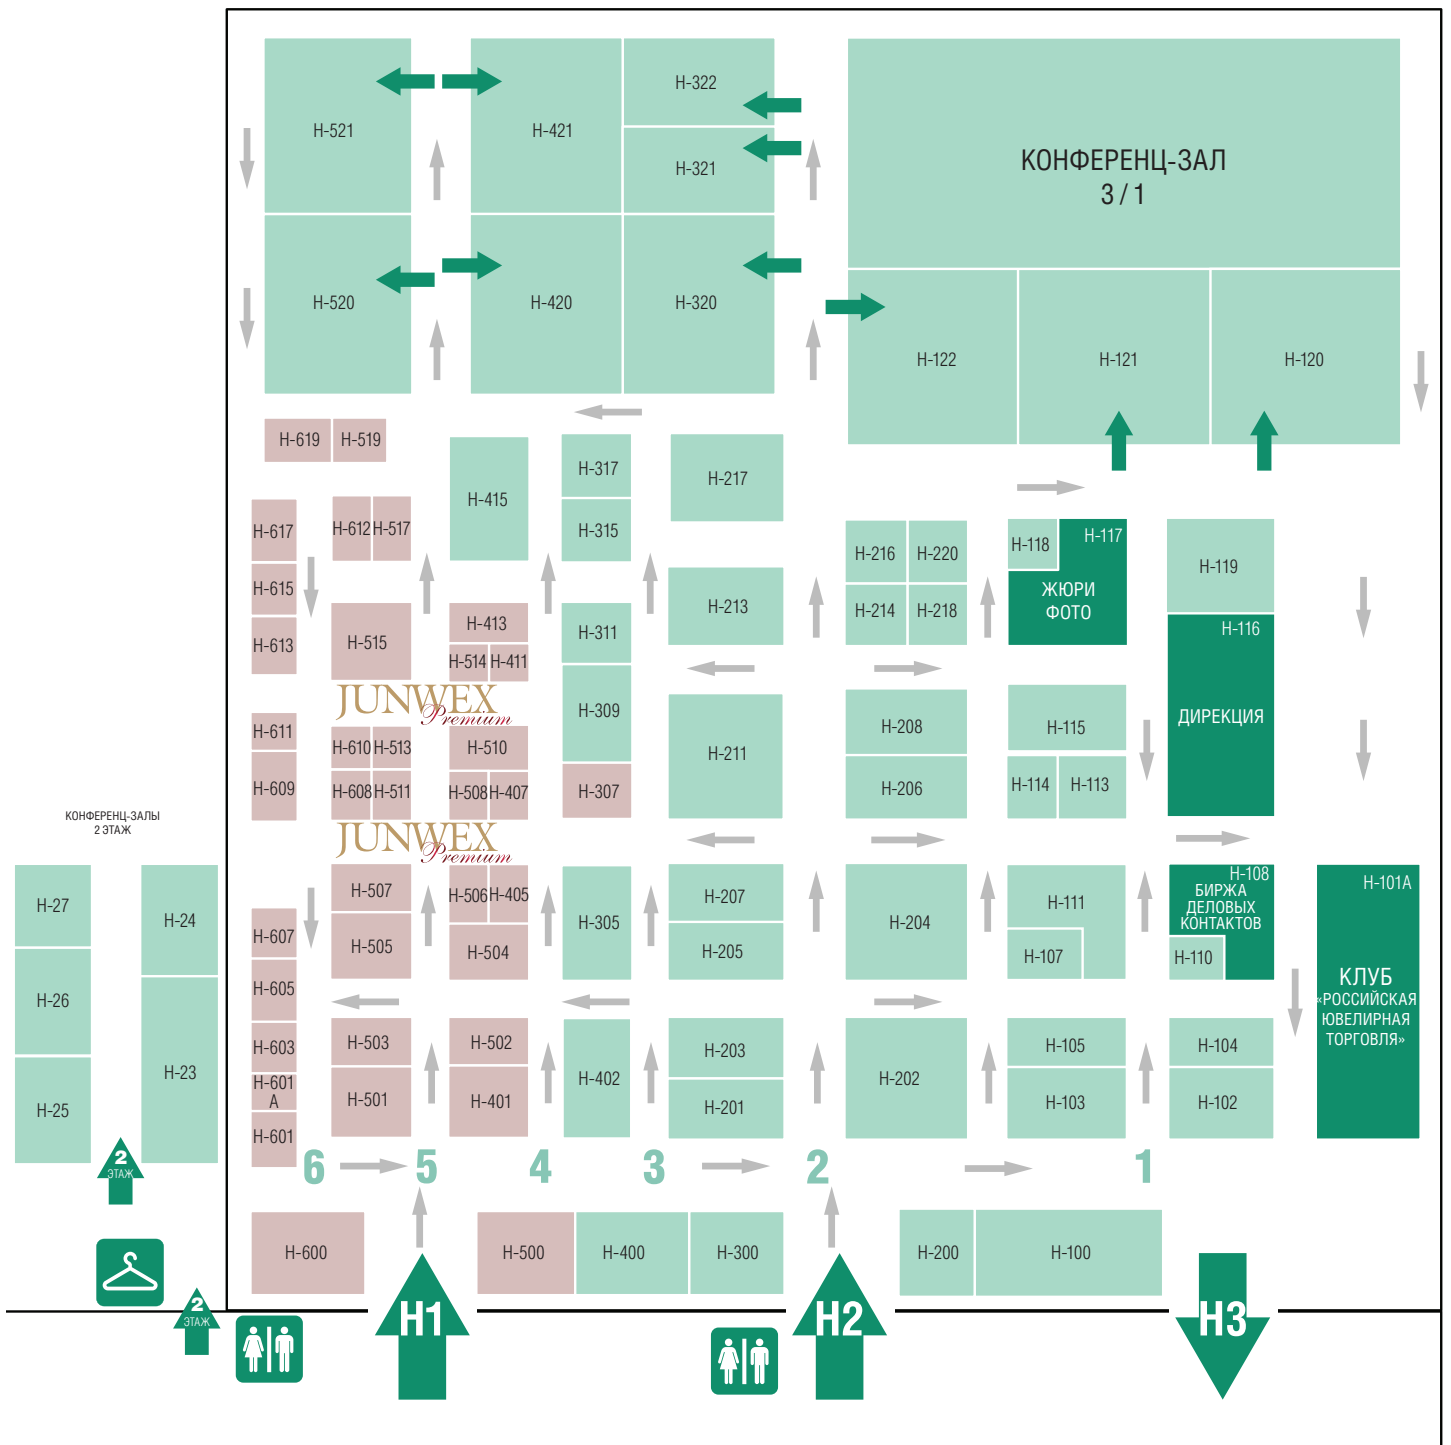 H-521
H-421
H-322
H-321
КОНФЕРЕНЦ-ЗАЛ
3 / 1
H-520
H-420
H-320
H-122
H-121
H-120
H-619
H-519
H-415
H-317
H-315
H-217
H-617
H-615
H-613
H-612
H-517
H-216
H-220
H-214
H-218
H-118
H-117
ЖЮРИ
ФОТО
H-119
H-116
ДИРЕКЦИЯ
H-515
H-413
H-514
H-411
H-311
H-309
H-213
JUNWEX
Premium
H-611
H-609
H-610
H-513
H-608
H-511
H-510
H-508
H-407
H-307
H-211
H-208
H-206
H-115
H-114
H-113
КОНФЕРЕНЦ-ЗАЛЫ
2 ЭТАЖ
JUNWEX
Premium
H-27
H-26
H-25
H-24
H-23
H-607
H-605
H-603
H-601
A
H-601
H-507
H-505
H-506
H-405
H-504
H-305
H-207
H-205
H-204
H-111
H-107
H-108
БИРЖА
ДЕЛОВЫХ
КОНТАКТОВ
H-110
H-101A
КЛУБ
«РОССИЙСКАЯ
ЮВЕЛИРНАЯ
ТОРГОВЛЯ»
H-503
H-501
H-502
H-401
H-402
H-203
H-201
H-202
H-105
H-103
H-104
H-102
2
ЭТАЖ
6
5
4
3
2
1
H-600
H-500
H-400
H-300
H-200
H-100
2
ЭТАЖ
H1
H2
H3